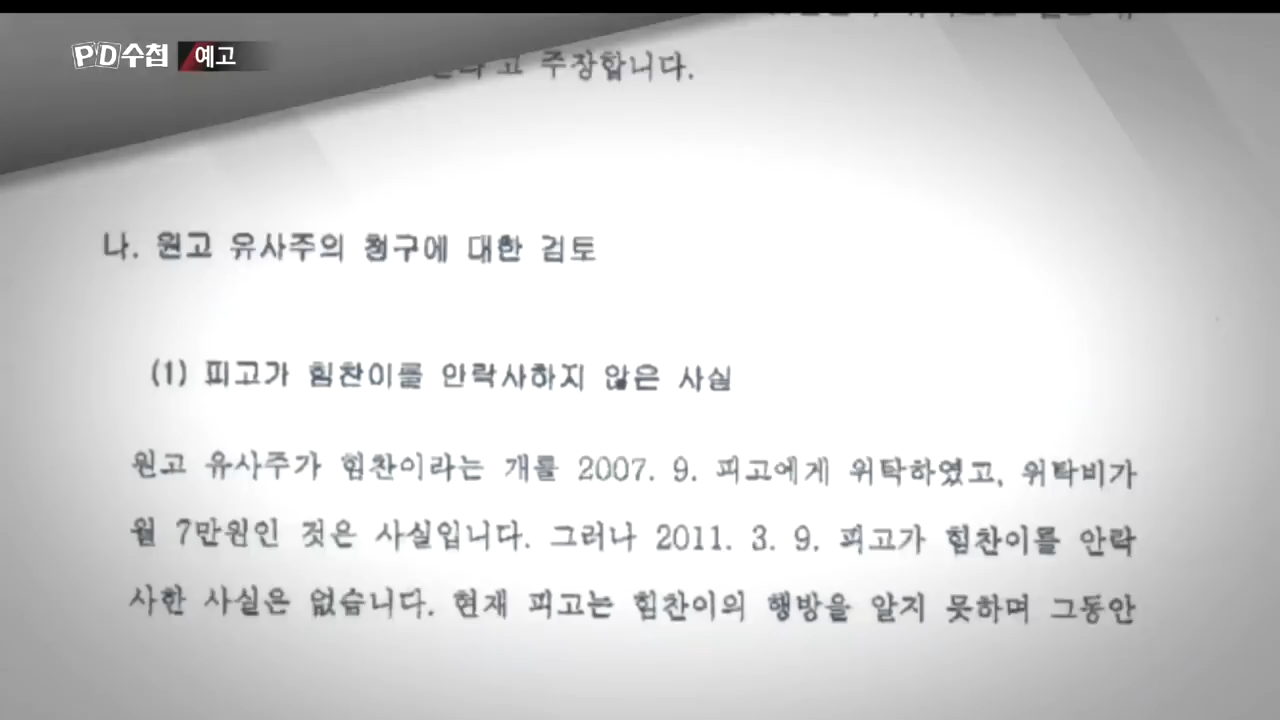 PD수첩 예고
고 주장합니다.
나. 원고 유사주의 청구에 대한 검토
(1) 피고가 힘찬이를 안락사하지 않은 사실
원고 유사주가 힘찬이라는 개를 2007. 9. 피고에게 위탁하였고, 위탁비가
월 7만원인 것은 사실입니다. 그러나 2011. 3. 9. 피고가 힘찬이를 안락
사한 사실은 없습니다. 현재 피고는 힘찬이의 행방을 알지 못하며 그동안